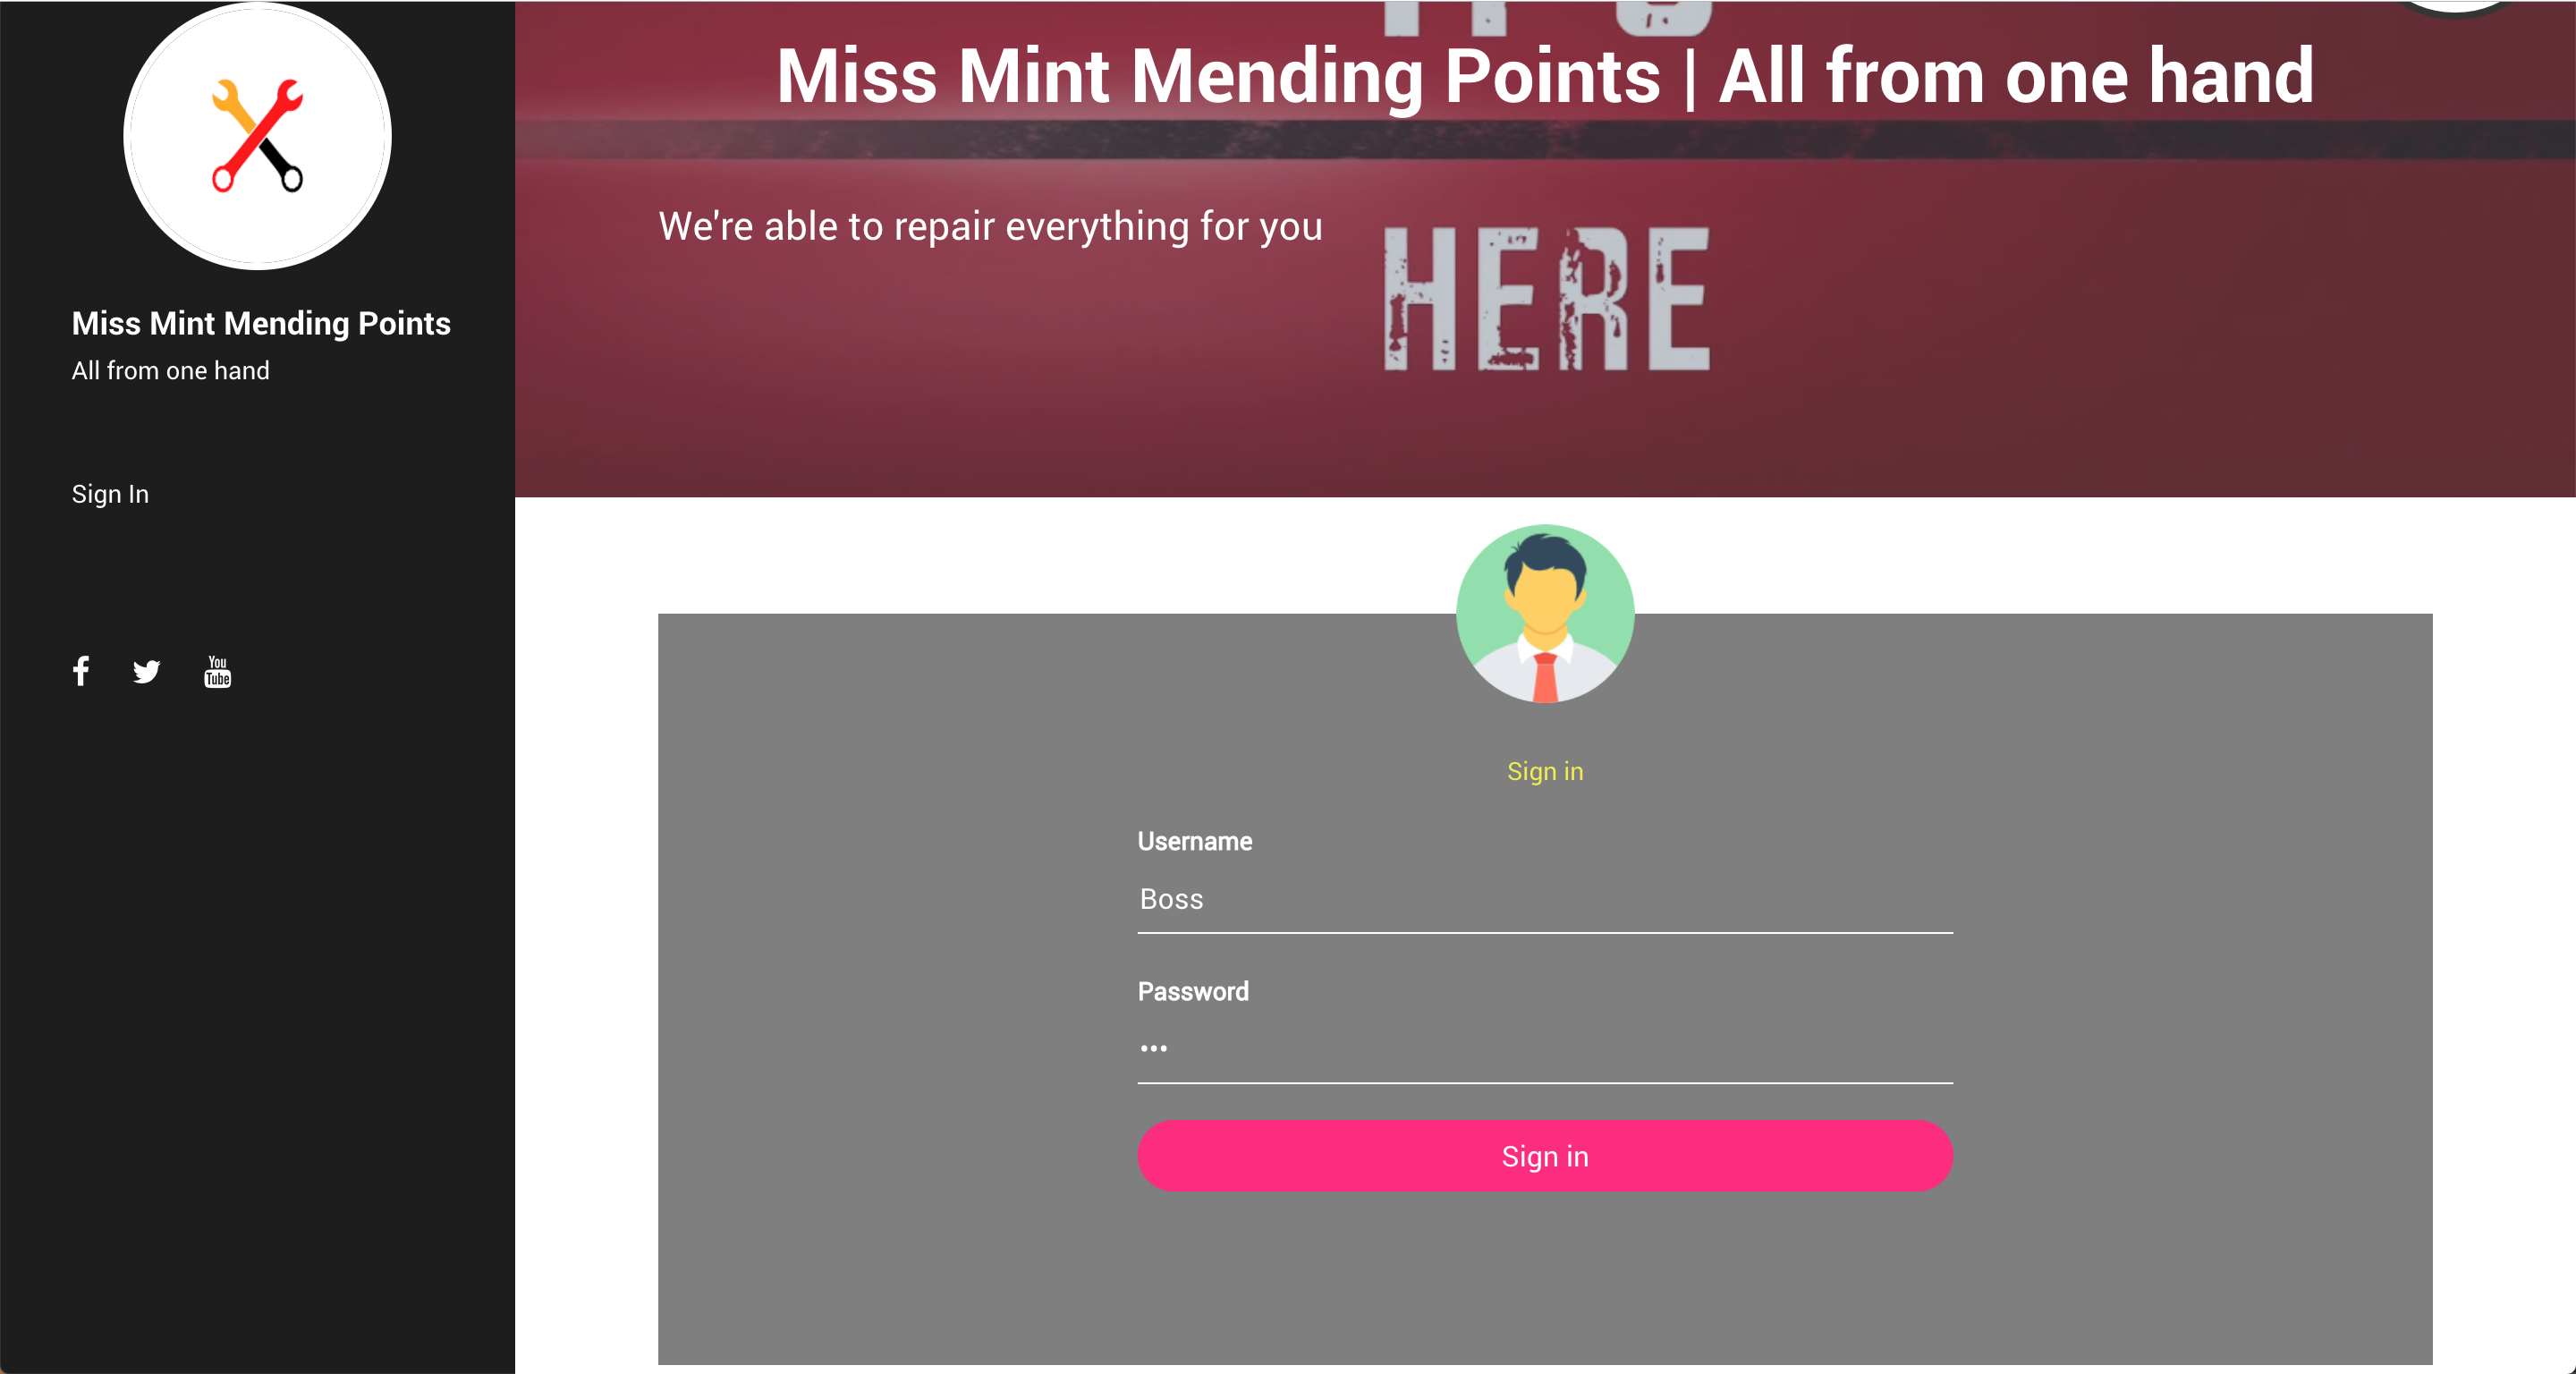 Miss Mint Mending Points | All from one hand
We're able to repair everything for you
HERE
Miss Mint Mending Points
All from one hand
Sign In
You
Tube
Sign in
Username
Boss
Password
•••
Sign in